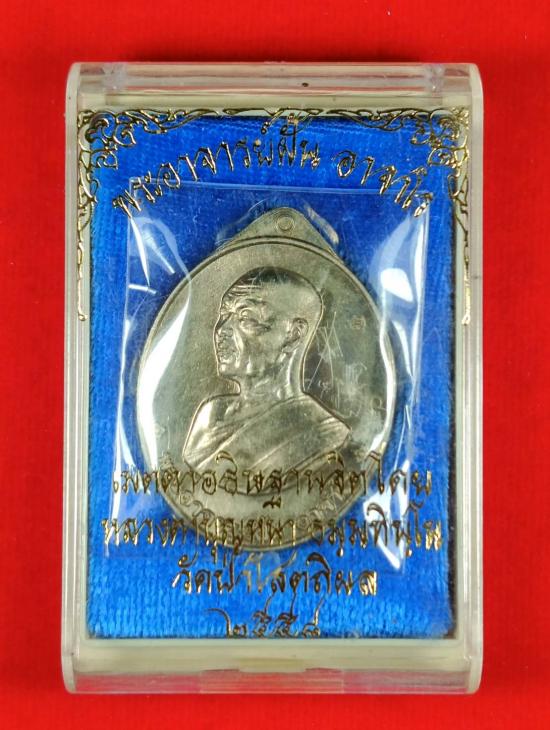 พระอาจารย์ฝั้น อาจาโร
เมตตาอธิษฐานจิตโดย
หลวงตาบุญหนา ธมฺมทินฺโน
วัดป่าโสตถิผล
๒๕๕๘